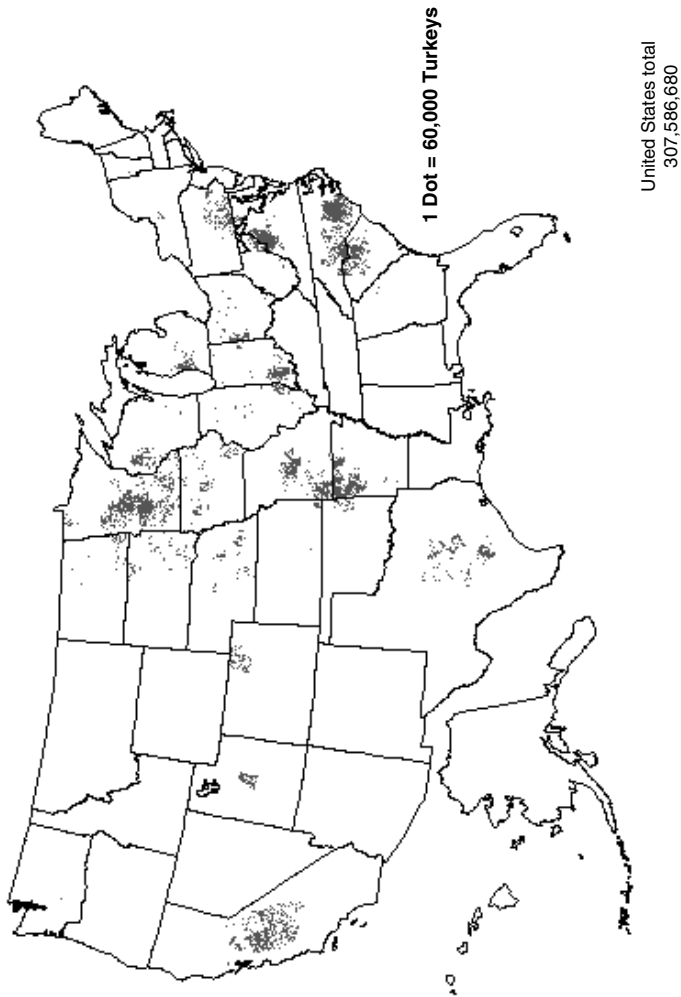 1 Dot = 60,000 Turkeys
United States total
307,586,680